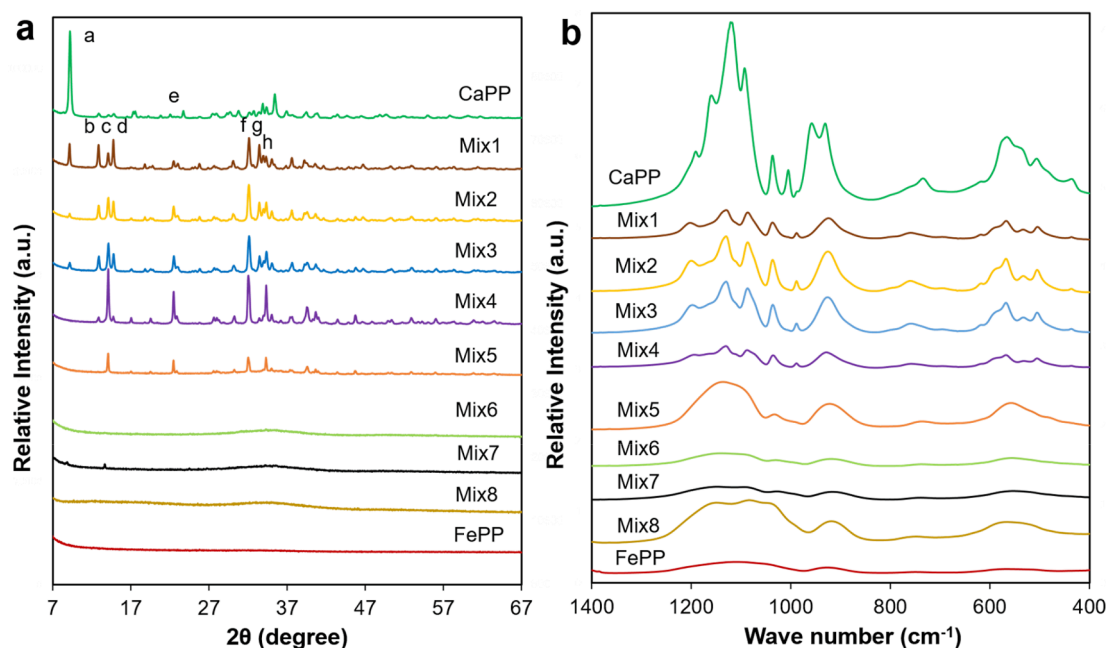 a
a
CaPP
e
b c d
f g
h
Mix1
Mix2
Mix3
Mix4
Mix5
Mix6
Mix7
Mix8
FePP
Relative Intensity (a.u.)
7 17 27 37 47 57 67
2θ (degree)
b
CaPP
Mix1
Mix2
Mix3
Mix4
Mix5
Mix6
Mix7
Mix8
FePP
Relative Intensity (a.u.)
1400 1200 1000 800 600 400
Wave number (cm⁻¹)